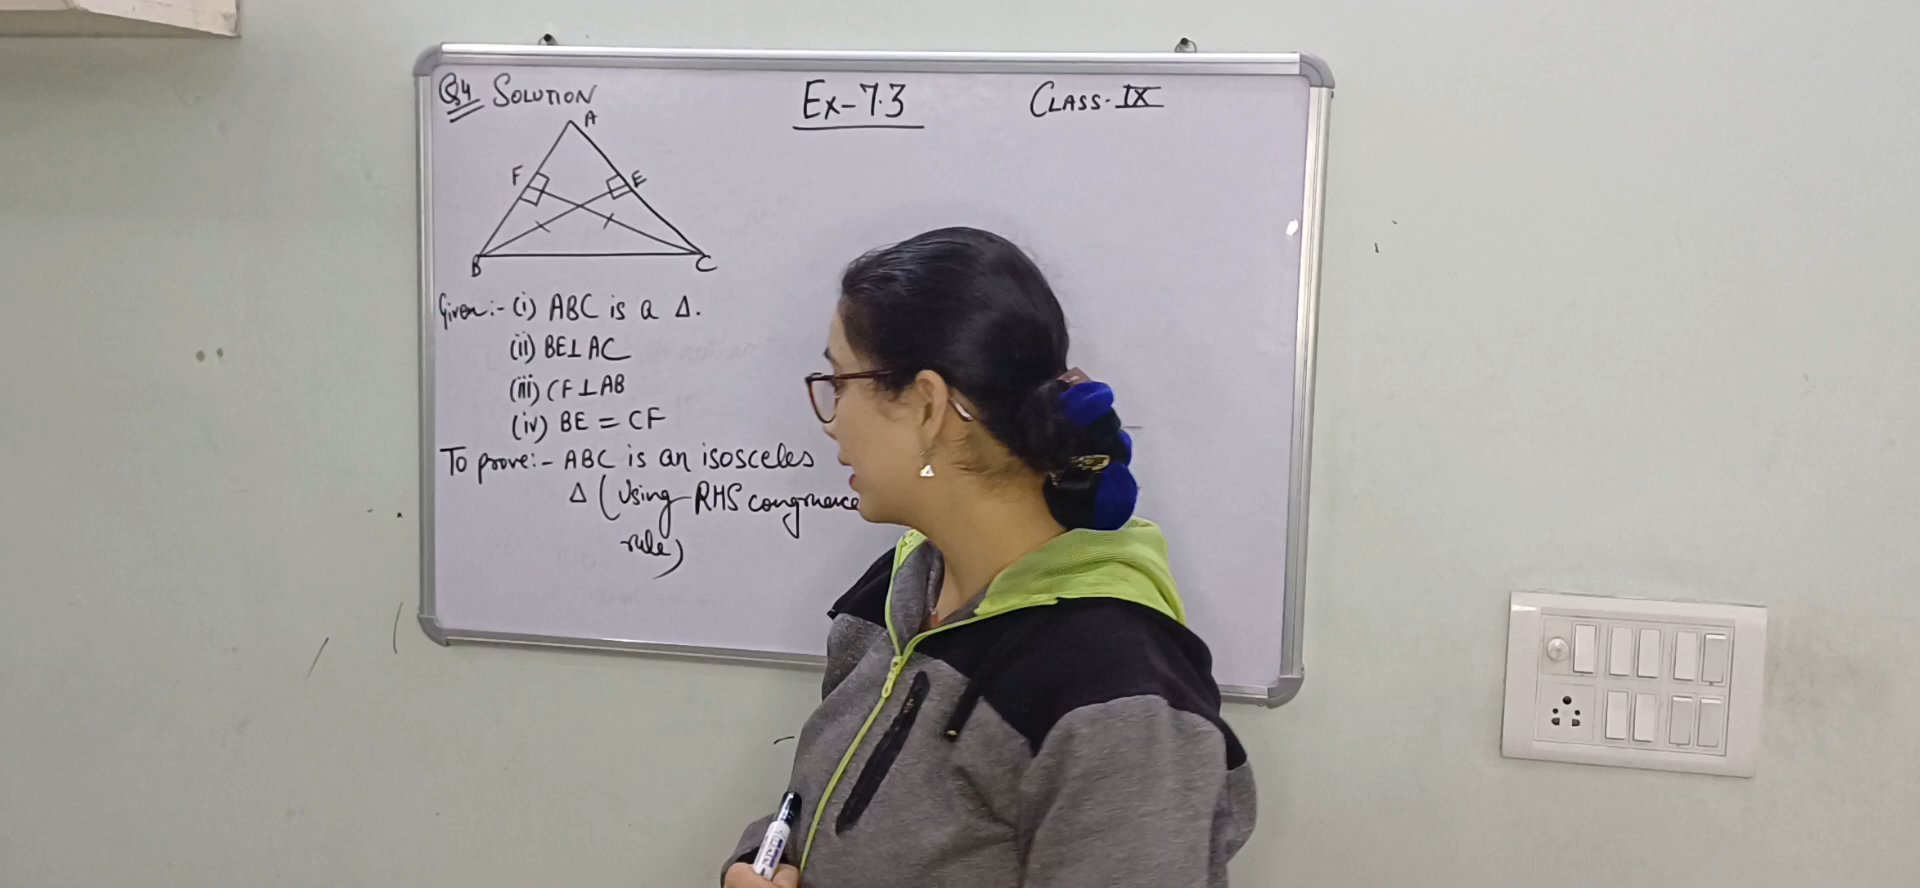 Q4 SOLUTION
Ex-7.3
CLASS-IX
A
F
E
B
C
Given:- (i) ABC is a Δ.
(ii) BE⊥AC
(iii) CF⊥AB
(iv) BE = CF
To prove:- ABC is an isosceles
Δ (Using RHS congruence
rule)